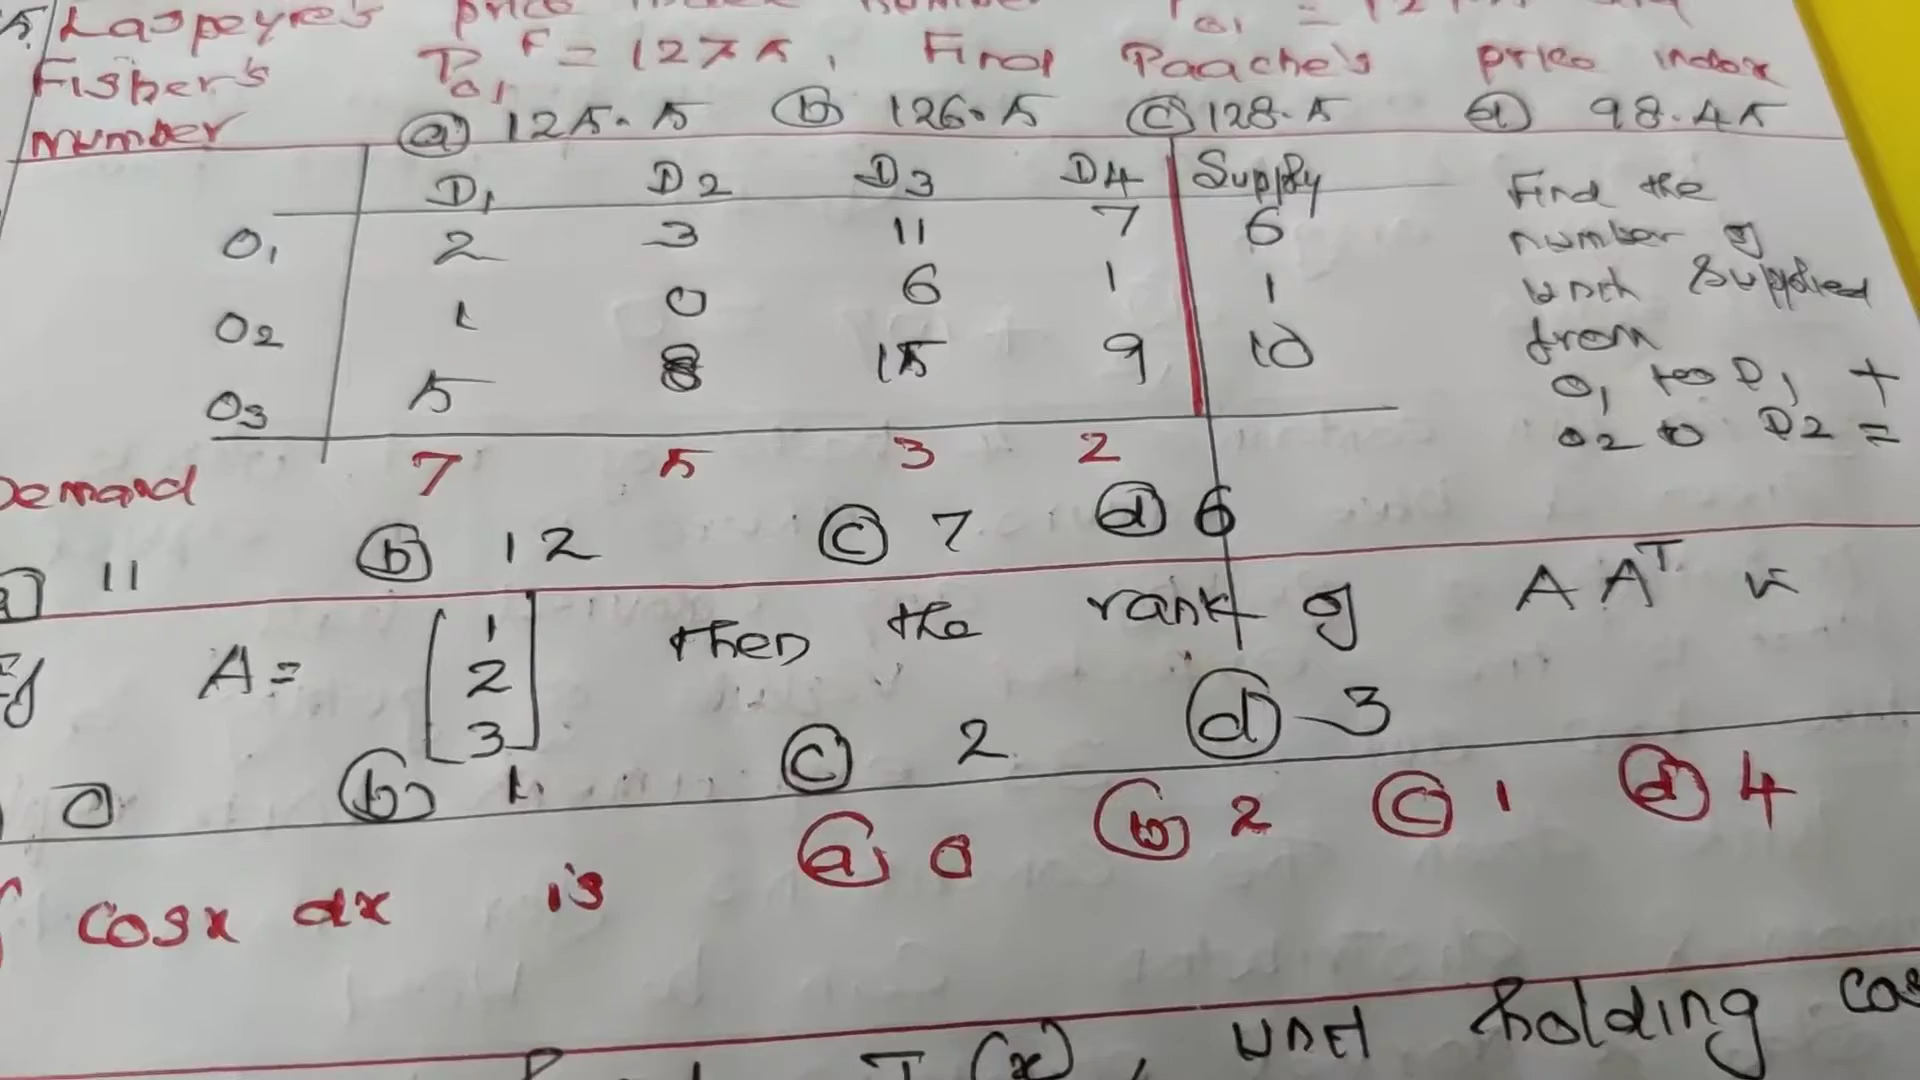 Laspeyre's price
Fisher's P01 F = 127.5, Find Paache's price index
number (a) 125.5 (b) 126.5 (c) 128.5 (d) 98.45
D1 D2 D3 D4 Supply
O1 2 3 11 7 6
O2 1 0 6 1 1
O3 5 8 15 9 10
Demand 7 5 3 2
Find the
number of
units supplied
from
O1 to D1 +
O2 to D2 =
11 (b) 12 (c) 7 (d) 6
If A = [1 2 3] then the rank of A A^T is
0 (b) 1 (c) 2 (d) 3
∫ cosx dx is (a) 0 (b) 2 (c) 1 (d) 4
I(x), unit holding cos